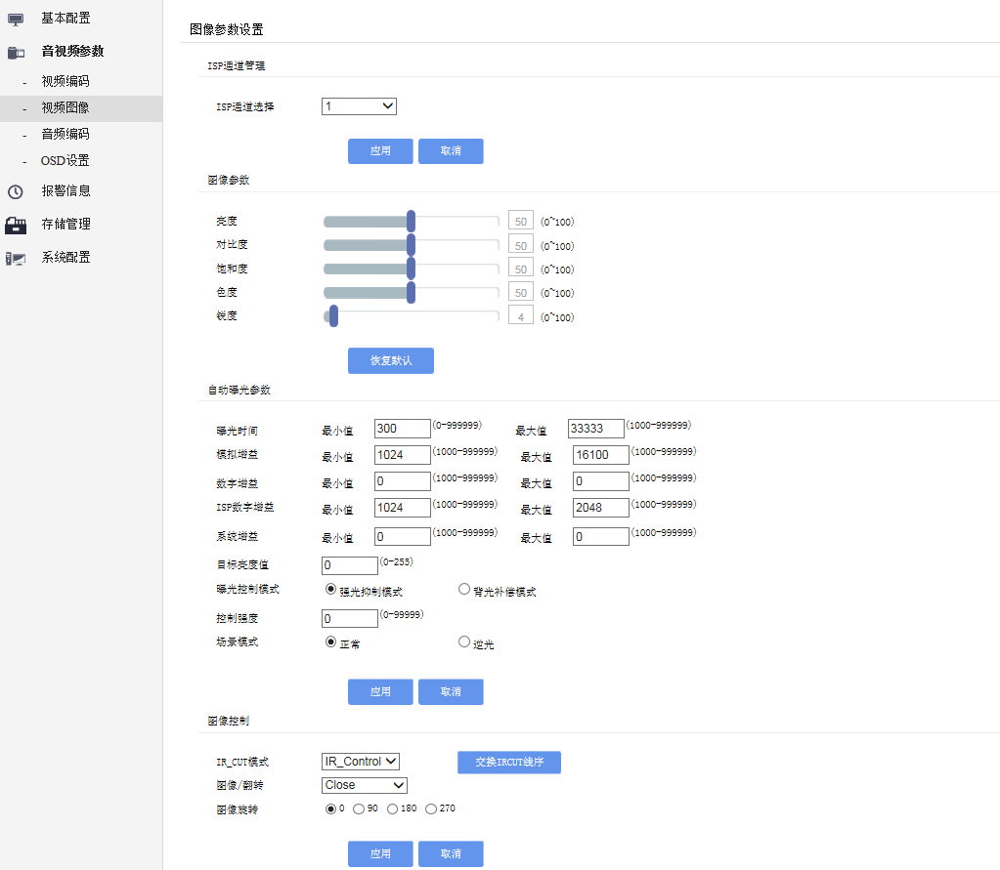 基本配置
音视频参数
- 视频编码
- 视频图像
- 音频编码
- OSD设置
报警信息
存储管理
系统配置
图像参数设置
ISP通道管理
ISP通道选择 1
应用 取消
图像参数
亮度 50 (0~100)
对比度 50 (0~100)
饱和度 50 (0~100)
色度 50 (0~100)
锐度 4 (0~100)
恢复默认
自动曝光参数
曝光时间 最小值 300 (0-999999) 最大值 33333 (1000-999999)
模拟增益 最小值 1024 (1000-999999) 最大值 16100 (1000-999999)
数字增益 最小值 0 (1000-999999) 最大值 0 (1000-999999)
ISP数字增益 最小值 1024 (1000-999999) 最大值 2048 (1000-999999)
系统增益 最小值 0 (1000-999999) 最大值 0 (1000-999999)
目标亮度值 0 (0-255)
曝光控制模式 强光抑制模式 背光补偿模式
控制强度 0 (0-99999)
场景模式 正常 逆光
应用 取消
图像控制
IR_CUT模式 IR_Control 交换IRCUT线序
图像/翻转 Close
图像旋转 0 90 180 270
应用 取消